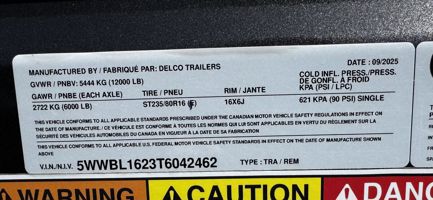 MANUFACTURED BY / FABRIQUÉ PAR: DELCO TRAILERS DATE : 09/2025
GVWR / PNBV: 5444 KG (12000 LB)
GAWR / PNBE (EACH AXLE) TIRE / PNEU RIM / JANTE COLD INFL. PRESS./PRESS. DE GONFL. À FROID KPA (PSI / LPC)
2722 KG (6000 LB) ST235/80R16 (E) 16X6J 621 KPA (90 PSI) SINGLE
THIS VEHICLE CONFORMS TO ALL APPLICABLE STANDARDS PRESCRIBED UNDER THE CANADIAN MOTOR VEHICLE SAFETY REGULATIONS IN EFFECT ON
THE DATE OF MANUFACTURE / CE VÉHICULE EST CONFORME À TOUTES LES NORMES QUI LUI SONT APPLICABLES EN VERTU DU RÈGLEMENT SUR LA SÉCURITÉ
DES VÉHICULES AUTOMOBILES DU CANADA EN VIGUEUR À LA DATE DE SA FABRICATION
THIS VEHICLE CONFORMS TO ALL APPLICABLE U.S. FEDERAL MOTOR VEHICLE SAFETY STANDARDS IN EFFECT ON THE DATE OF MANUFACTURE SHOWN
ABOVE
V.I.N./N.I.V. 5WWBL1623T6042462 TYPE : TRA / REM
WARNING CAUTION DANG